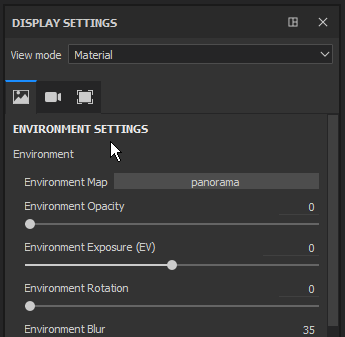 DISPLAY SETTINGS
View mode Material
ENVIRONMENT SETTINGS
Environment
Environment Map panorama
Environment Opacity 0
Environment Exposure (EV) 0
Environment Rotation 0
Environment Blur 35